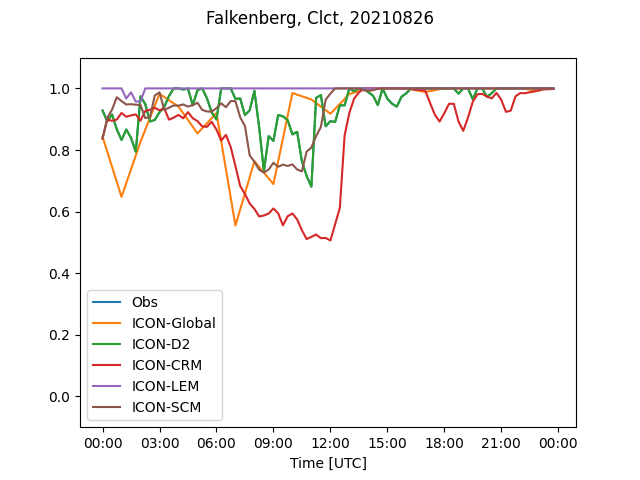 Falkenberg, Clct, 20210826
1.0
0.8
0.6
0.4
0.2
0.0
Obs
ICON-Global
ICON-D2
ICON-CRM
ICON-LEM
ICON-SCM
00:00 03:00 06:00 09:00 12:00 15:00 18:00 21:00 00:00
Time [UTC]